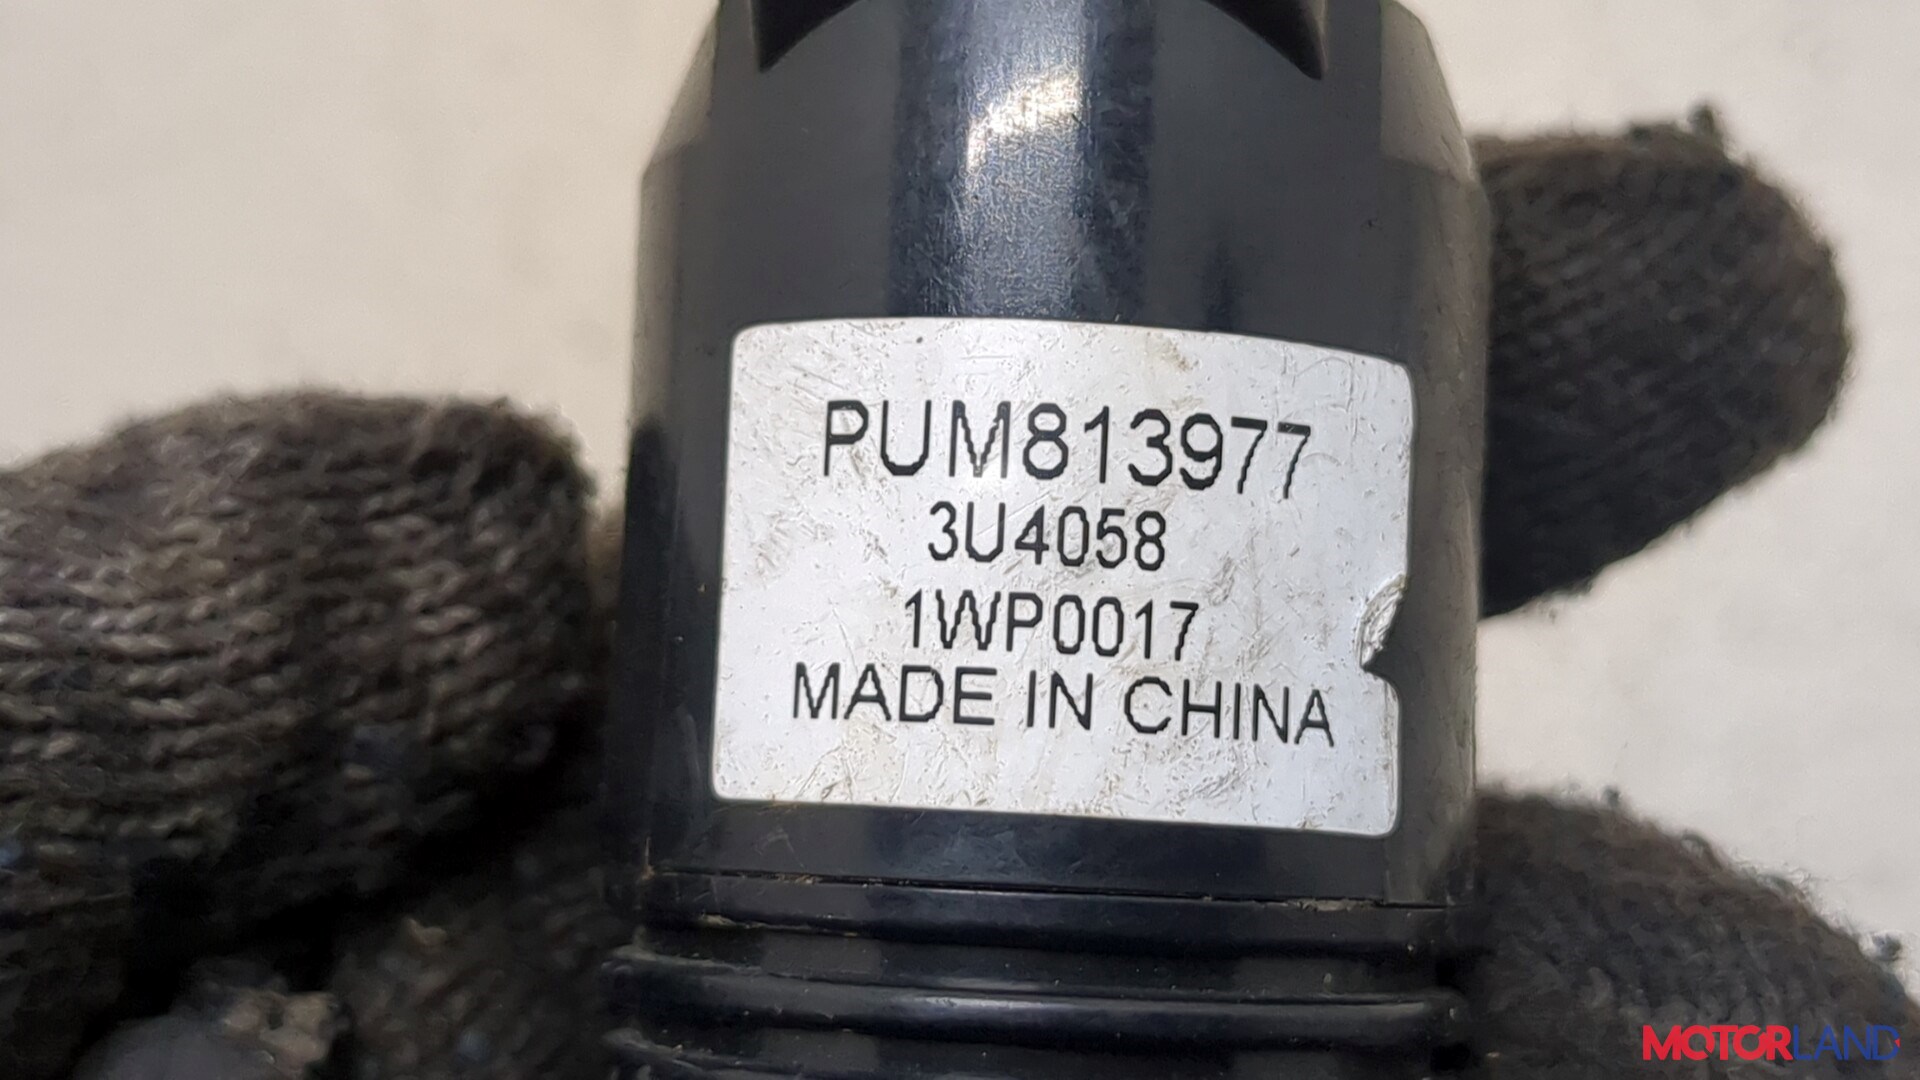 PUM813977
3U4058
1WP0017
MADE IN CHINA
MOTORLAND